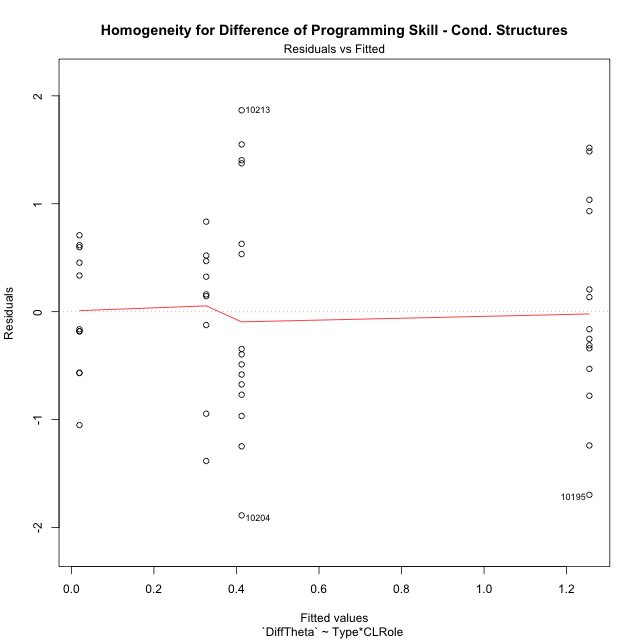 Homogeneity for Difference of Programming Skill - Cond. Structures
Residuals vs Fitted
Residuals
2
1
0
-1
-2
10213
10204
10195
0.0 0.2 0.4 0.6 0.8 1.0 1.2
Fitted values
`DiffTheta` ~ Type*CLRole